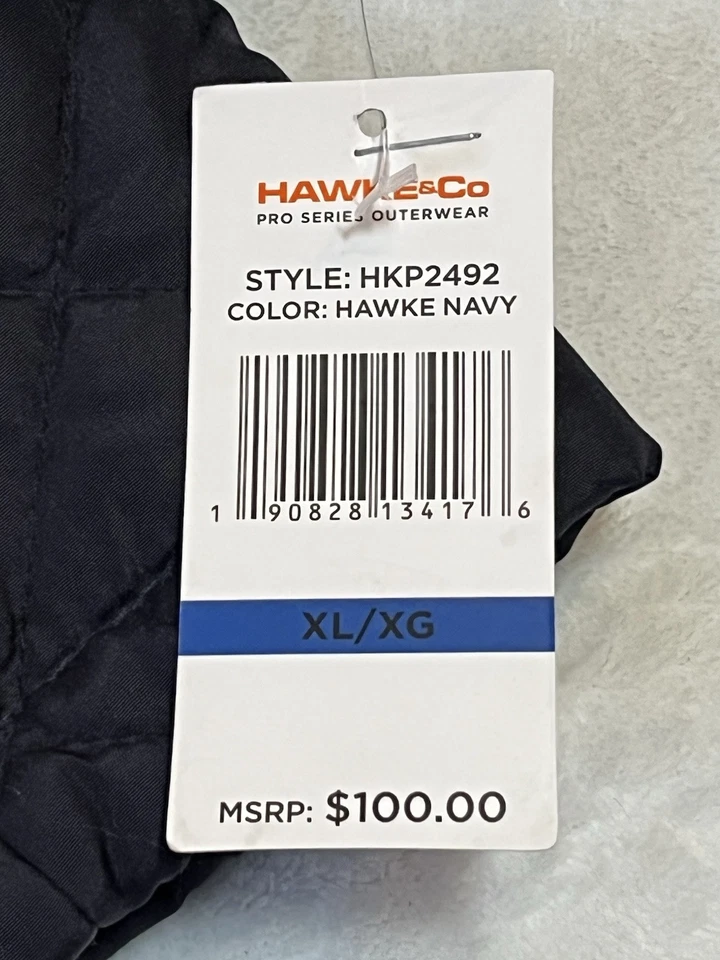 HAWKE&Co
PRO SERIES OUTERWEAR
STYLE: HKP2492
COLOR: HAWKE NAVY
1 90828 13417 6
XL/XG
MSRP: $100.00